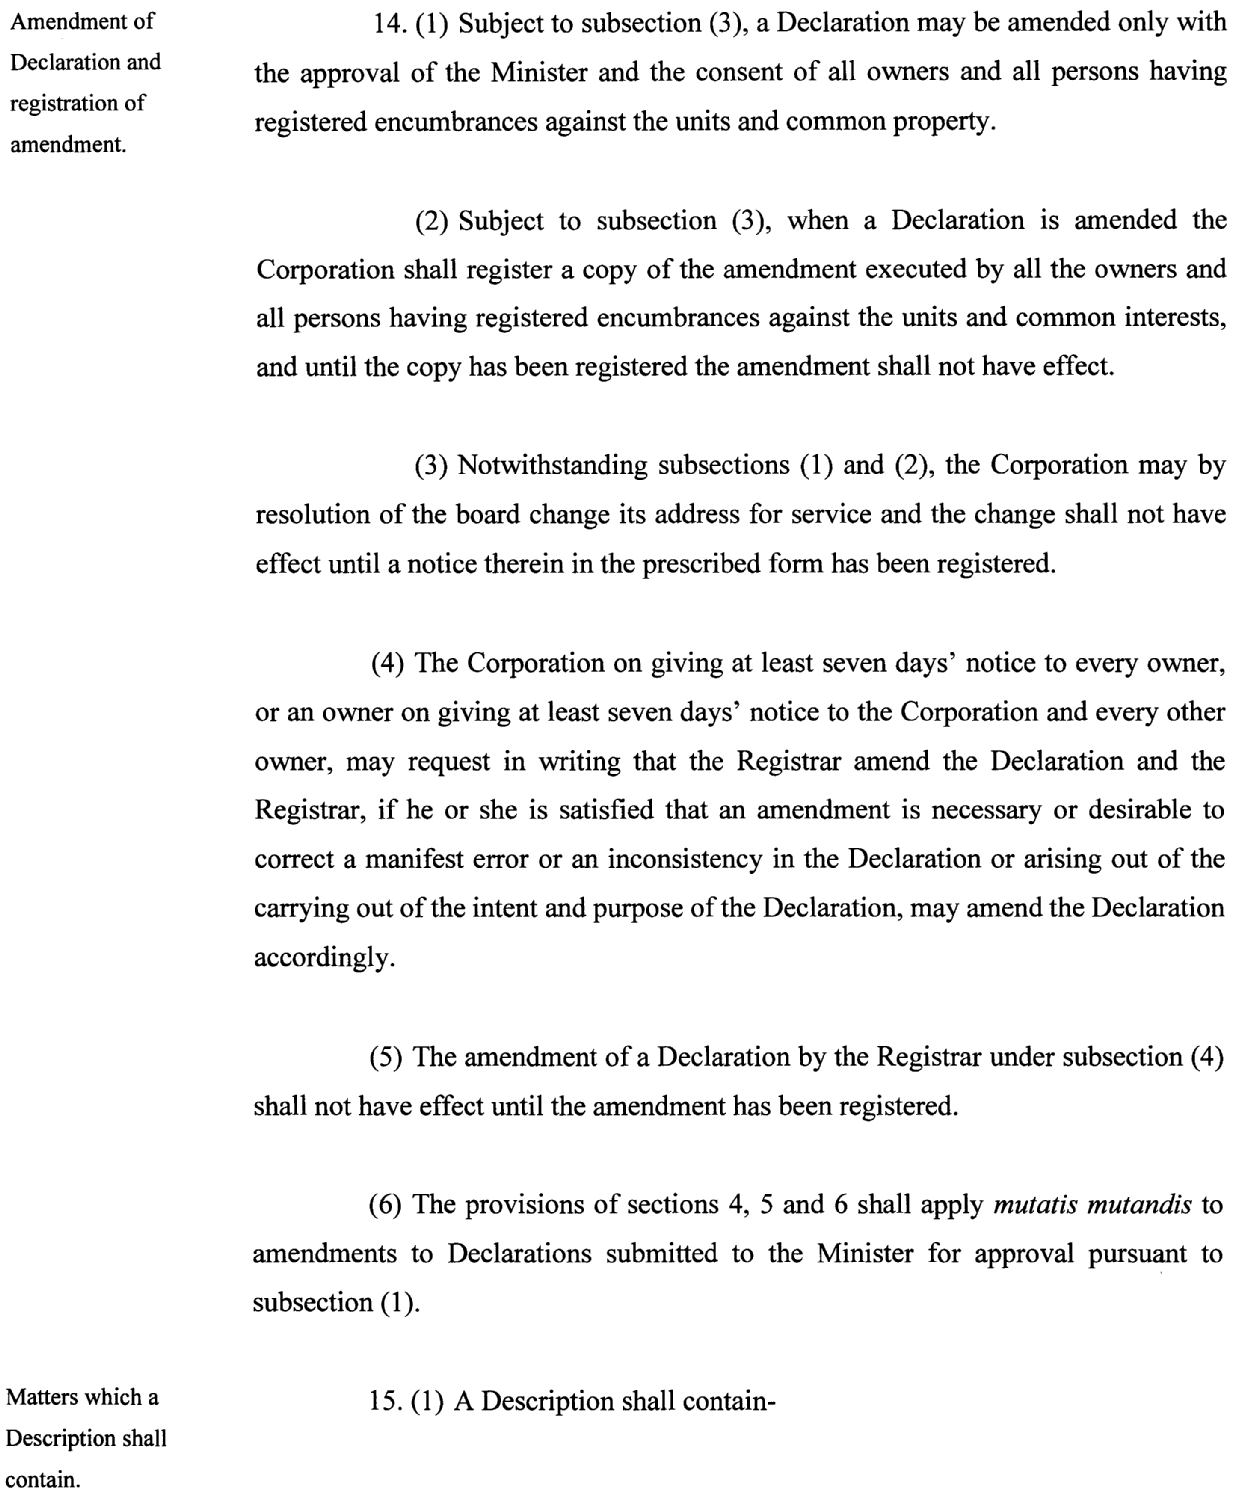 Amendment of
Declaration and
registration of
amendment.
14. (1) Subject to subsection (3), a Declaration may be amended only with
the approval of the Minister and the consent of all owners and all persons having
registered encumbrances against the units and common property.
(2) Subject to subsection (3), when a Declaration is amended the
Corporation shall register a copy of the amendment executed by all the owners and
all persons having registered encumbrances against the units and common interests,
and until the copy has been registered the amendment shall not have effect.
(3) Notwithstanding subsections (1) and (2), the Corporation may by
resolution of the board change its address for service and the change shall not have
effect until a notice therein in the prescribed form has been registered.
(4) The Corporation on giving at least seven days’ notice to every owner,
or an owner on giving at least seven days’ notice to the Corporation and every other
owner, may request in writing that the Registrar amend the Declaration and the
Registrar, if he or she is satisfied that an amendment is necessary or desirable to
correct a manifest error or an inconsistency in the Declaration or arising out of the
carrying out of the intent and purpose of the Declaration, may amend the Declaration
accordingly.
(5) The amendment of a Declaration by the Registrar under subsection (4)
shall not have effect until the amendment has been registered.
(6) The provisions of sections 4, 5 and 6 shall apply mutatis mutandis to
amendments to Declarations submitted to the Minister for approval pursuant to
subsection (1).
Matters which a
Description shall
contain.
15. (1) A Description shall contain-